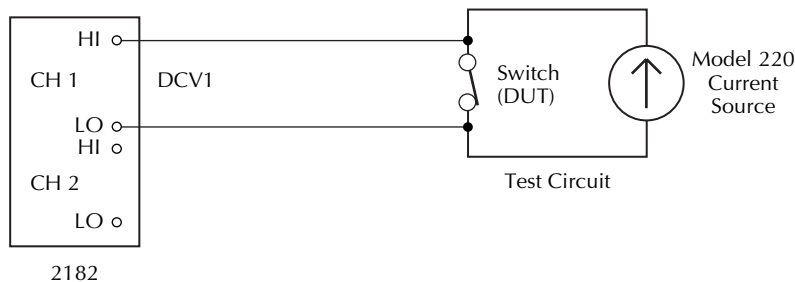 HI
CH 1
DCV1
LO
HI
CH 2
LO
2182
Switch
(DUT)
Model 220
Current
Source
Test Circuit